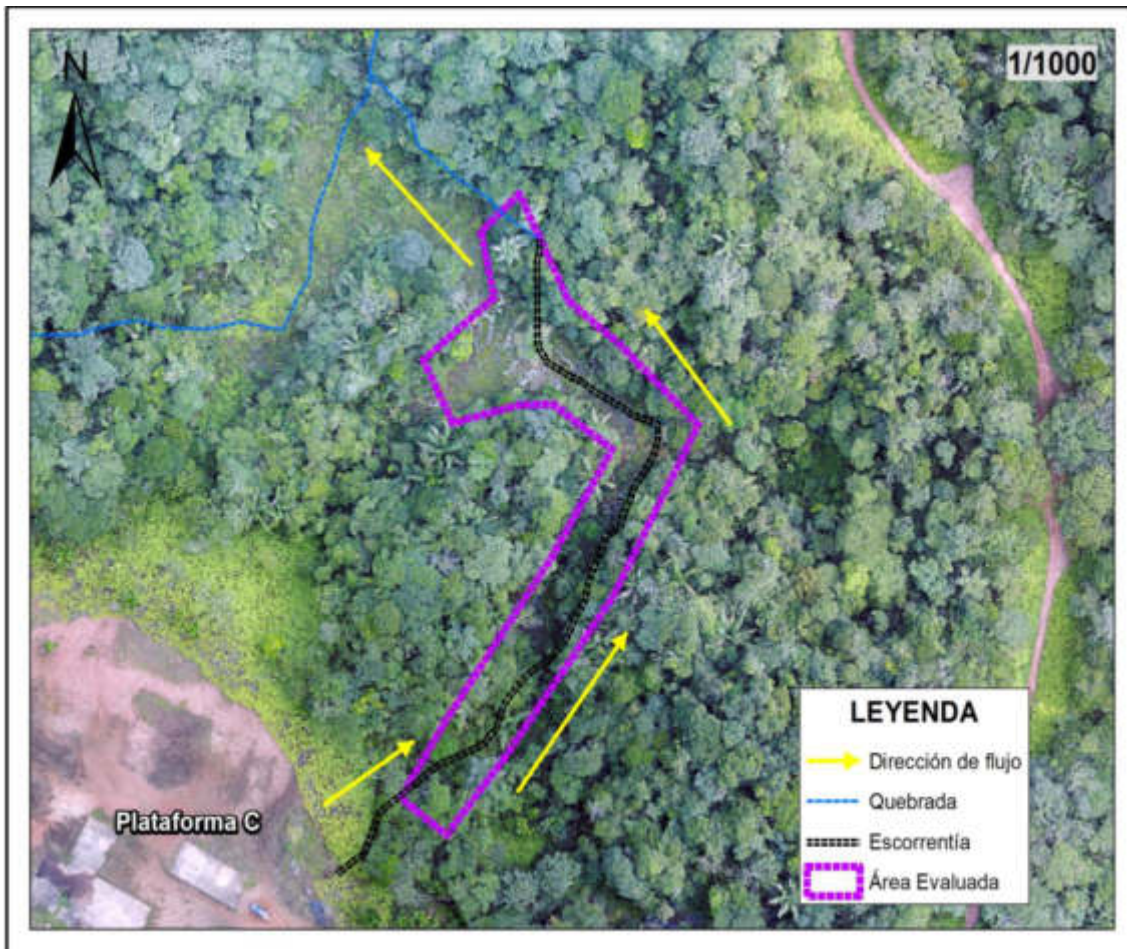 N
1/1000
Plataforma C
LEYENDA
Dirección de flujo
Quebrada
Escorrentía
Área Evaluada